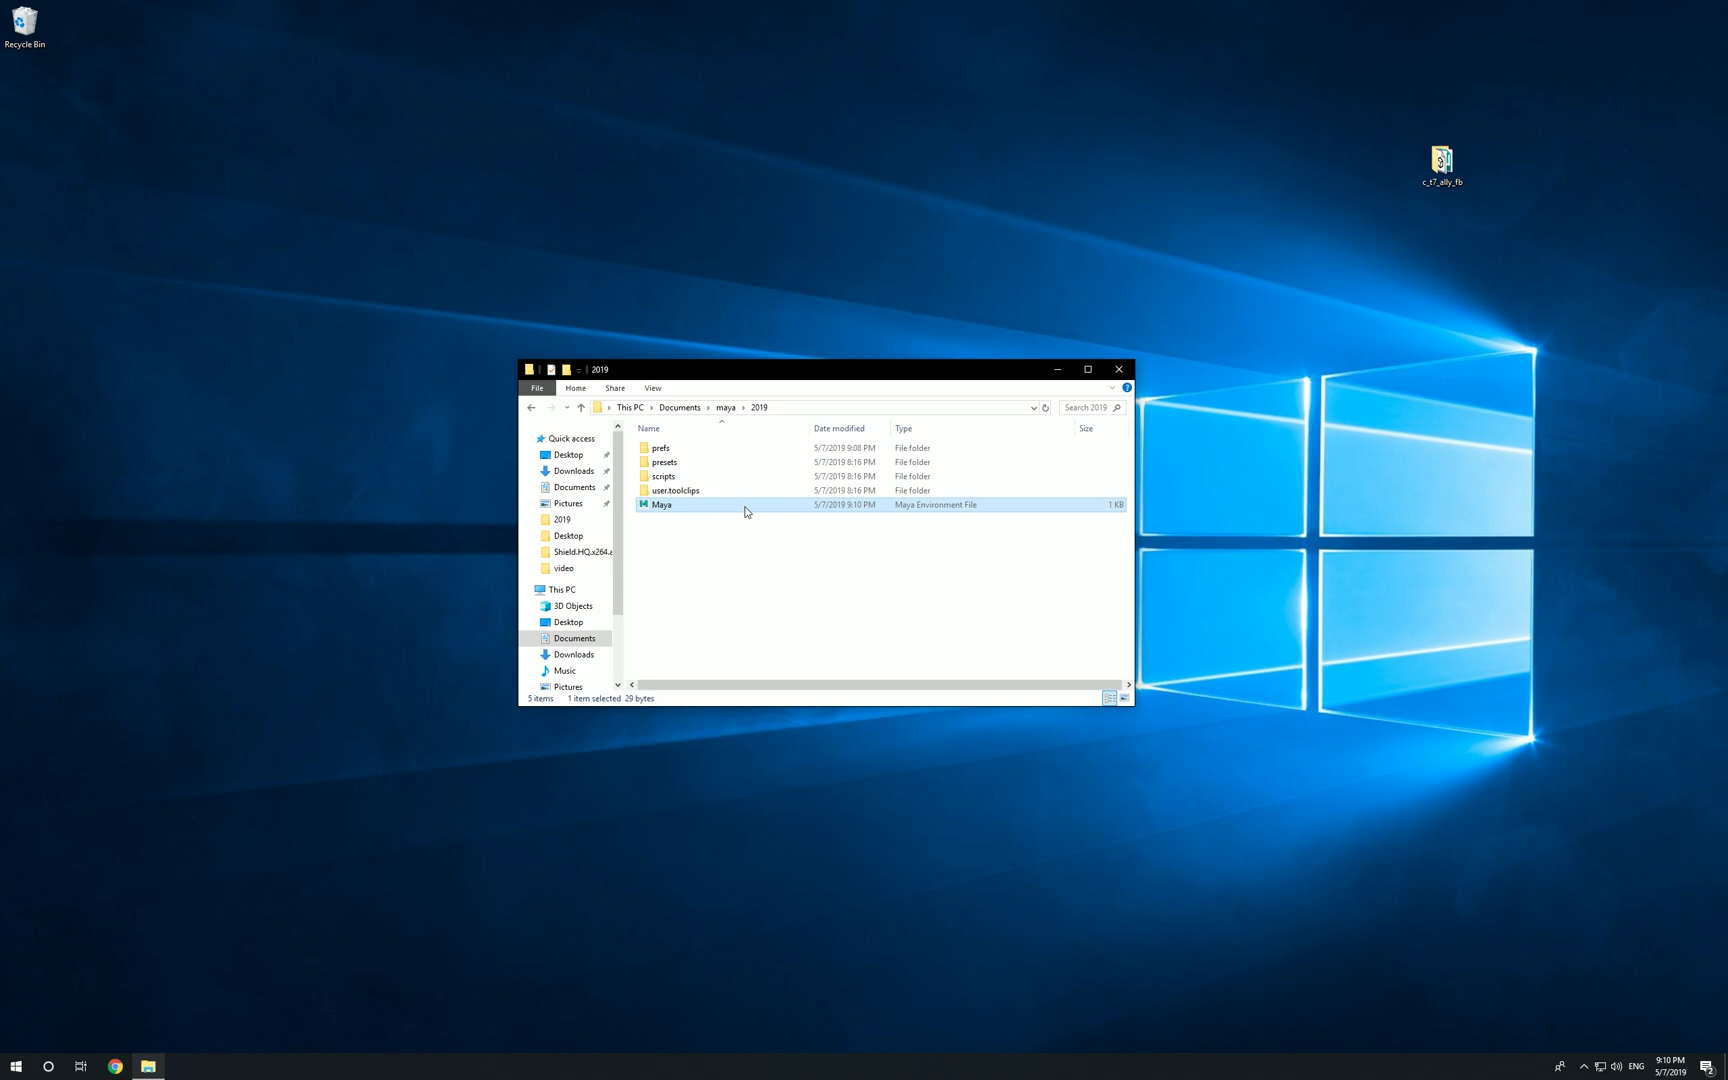 Recycle Bin
c_t7_ally_fb
2019
File Home Share View
This PC Documents maya 2019 Search 2019
Name Date modified Type Size
Quick access
Desktop
Downloads
Documents
Pictures
2019
Desktop
Shield.HQ.x264.a
video
This PC
3D Objects
Desktop
Documents
Downloads
Music
Pictures
prefs 5/7/2019 9:08 PM File folder
presets 5/7/2019 8:16 PM File folder
scripts 5/7/2019 8:16 PM File folder
user.toolclips 5/7/2019 8:16 PM File folder
Maya 5/7/2019 9:10 PM Maya Environment File 1 KB
5 items 1 item selected 29 bytes
ENG
9:10 PM
5/7/2019
2